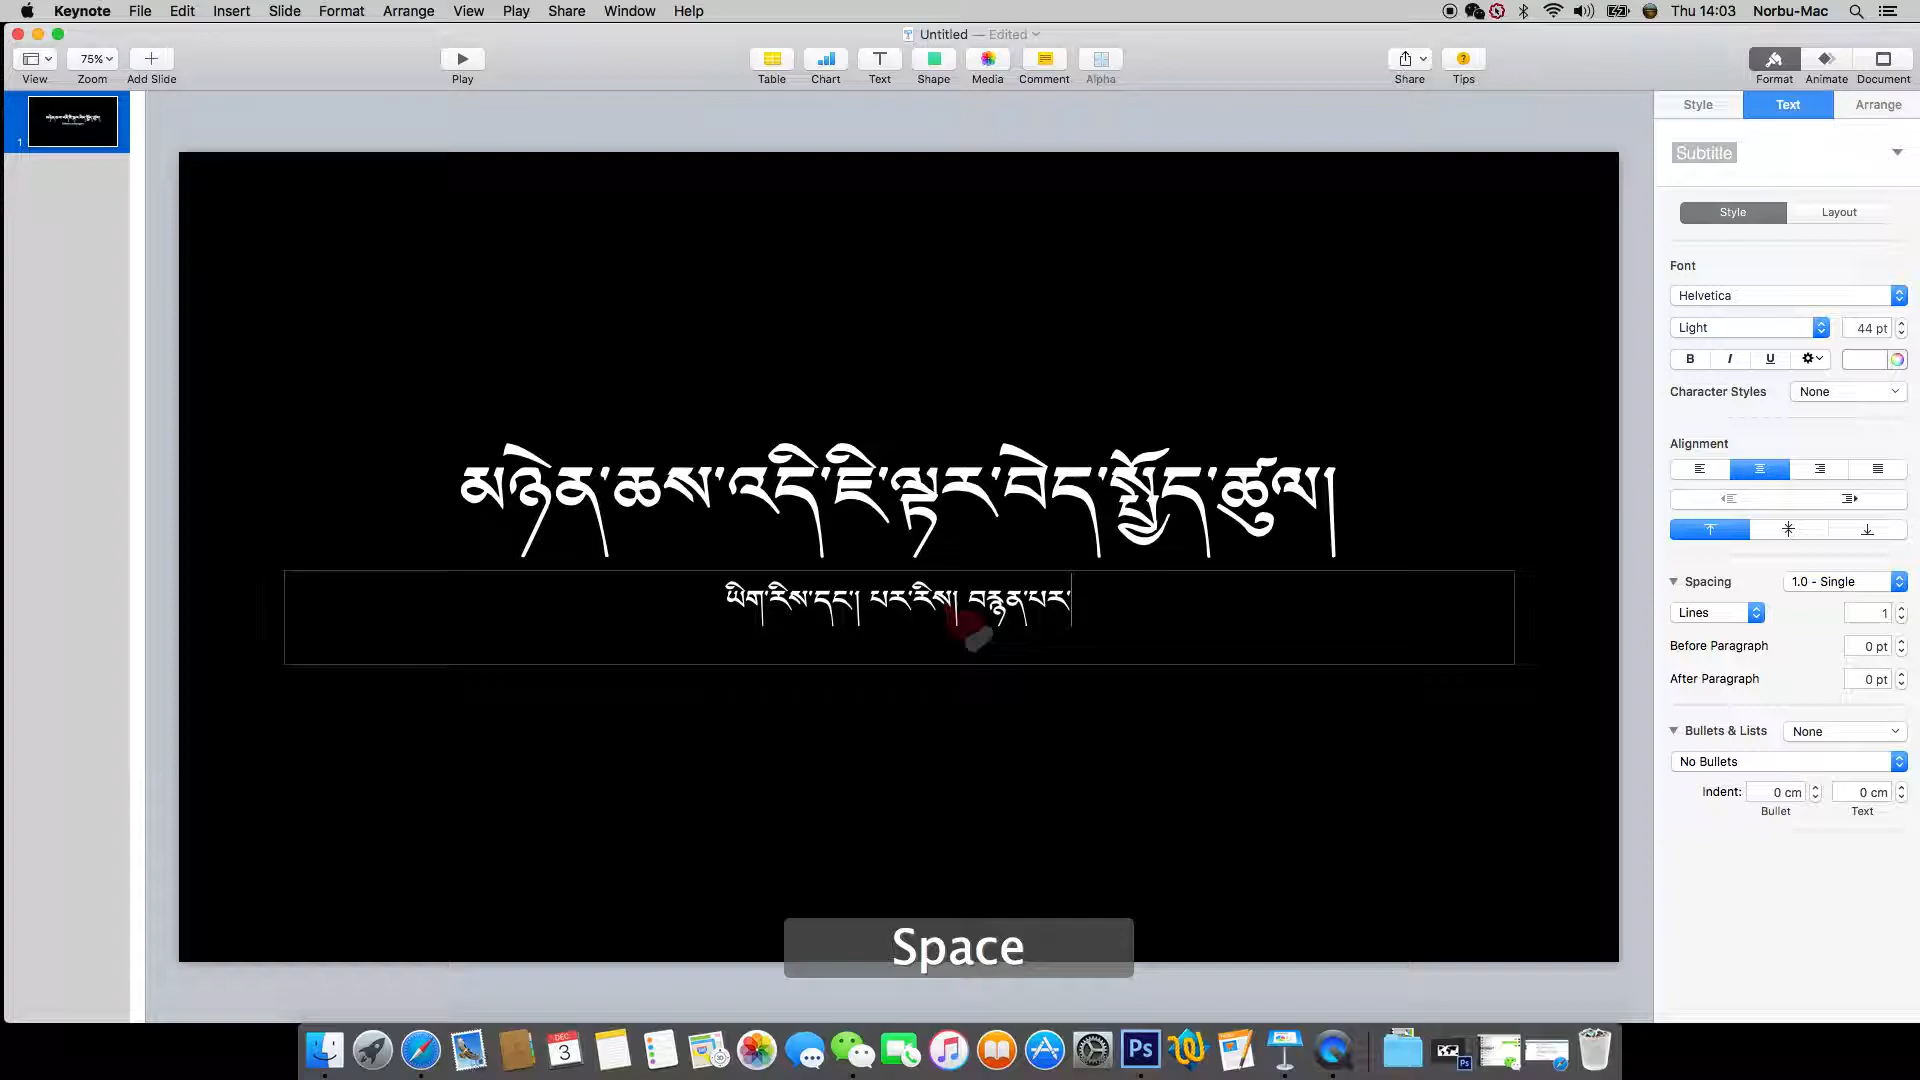 Keynote File Edit Insert Slide Format Arrange View Play Share Window Help Thu 14:03 Norbu-Mac
Untitled — Edited
75%
View Zoom Add Slide Play Table Chart Text Shape Media Comment Alpha Share Tips Format Animate Document
Style Text Arrange
1
Subtitle
Style Layout
Font
Helvetica
Light 44 pt
B I U
Character Styles None
Alignment
Spacing 1.0 - Single
Lines 1
Before Paragraph 0 pt
After Paragraph 0 pt
Bullets & Lists None
No Bullets
Indent: 0 cm 0 cm
Bullet Text
མཉེན་ཆས་འདི་ཇི་ལྟར་བེད་སྤྱོད་ཚུལ།
ཡིག་རིས་དང་། པར་རིས། བརྙན་པར་
Space
DEC
3
Ps